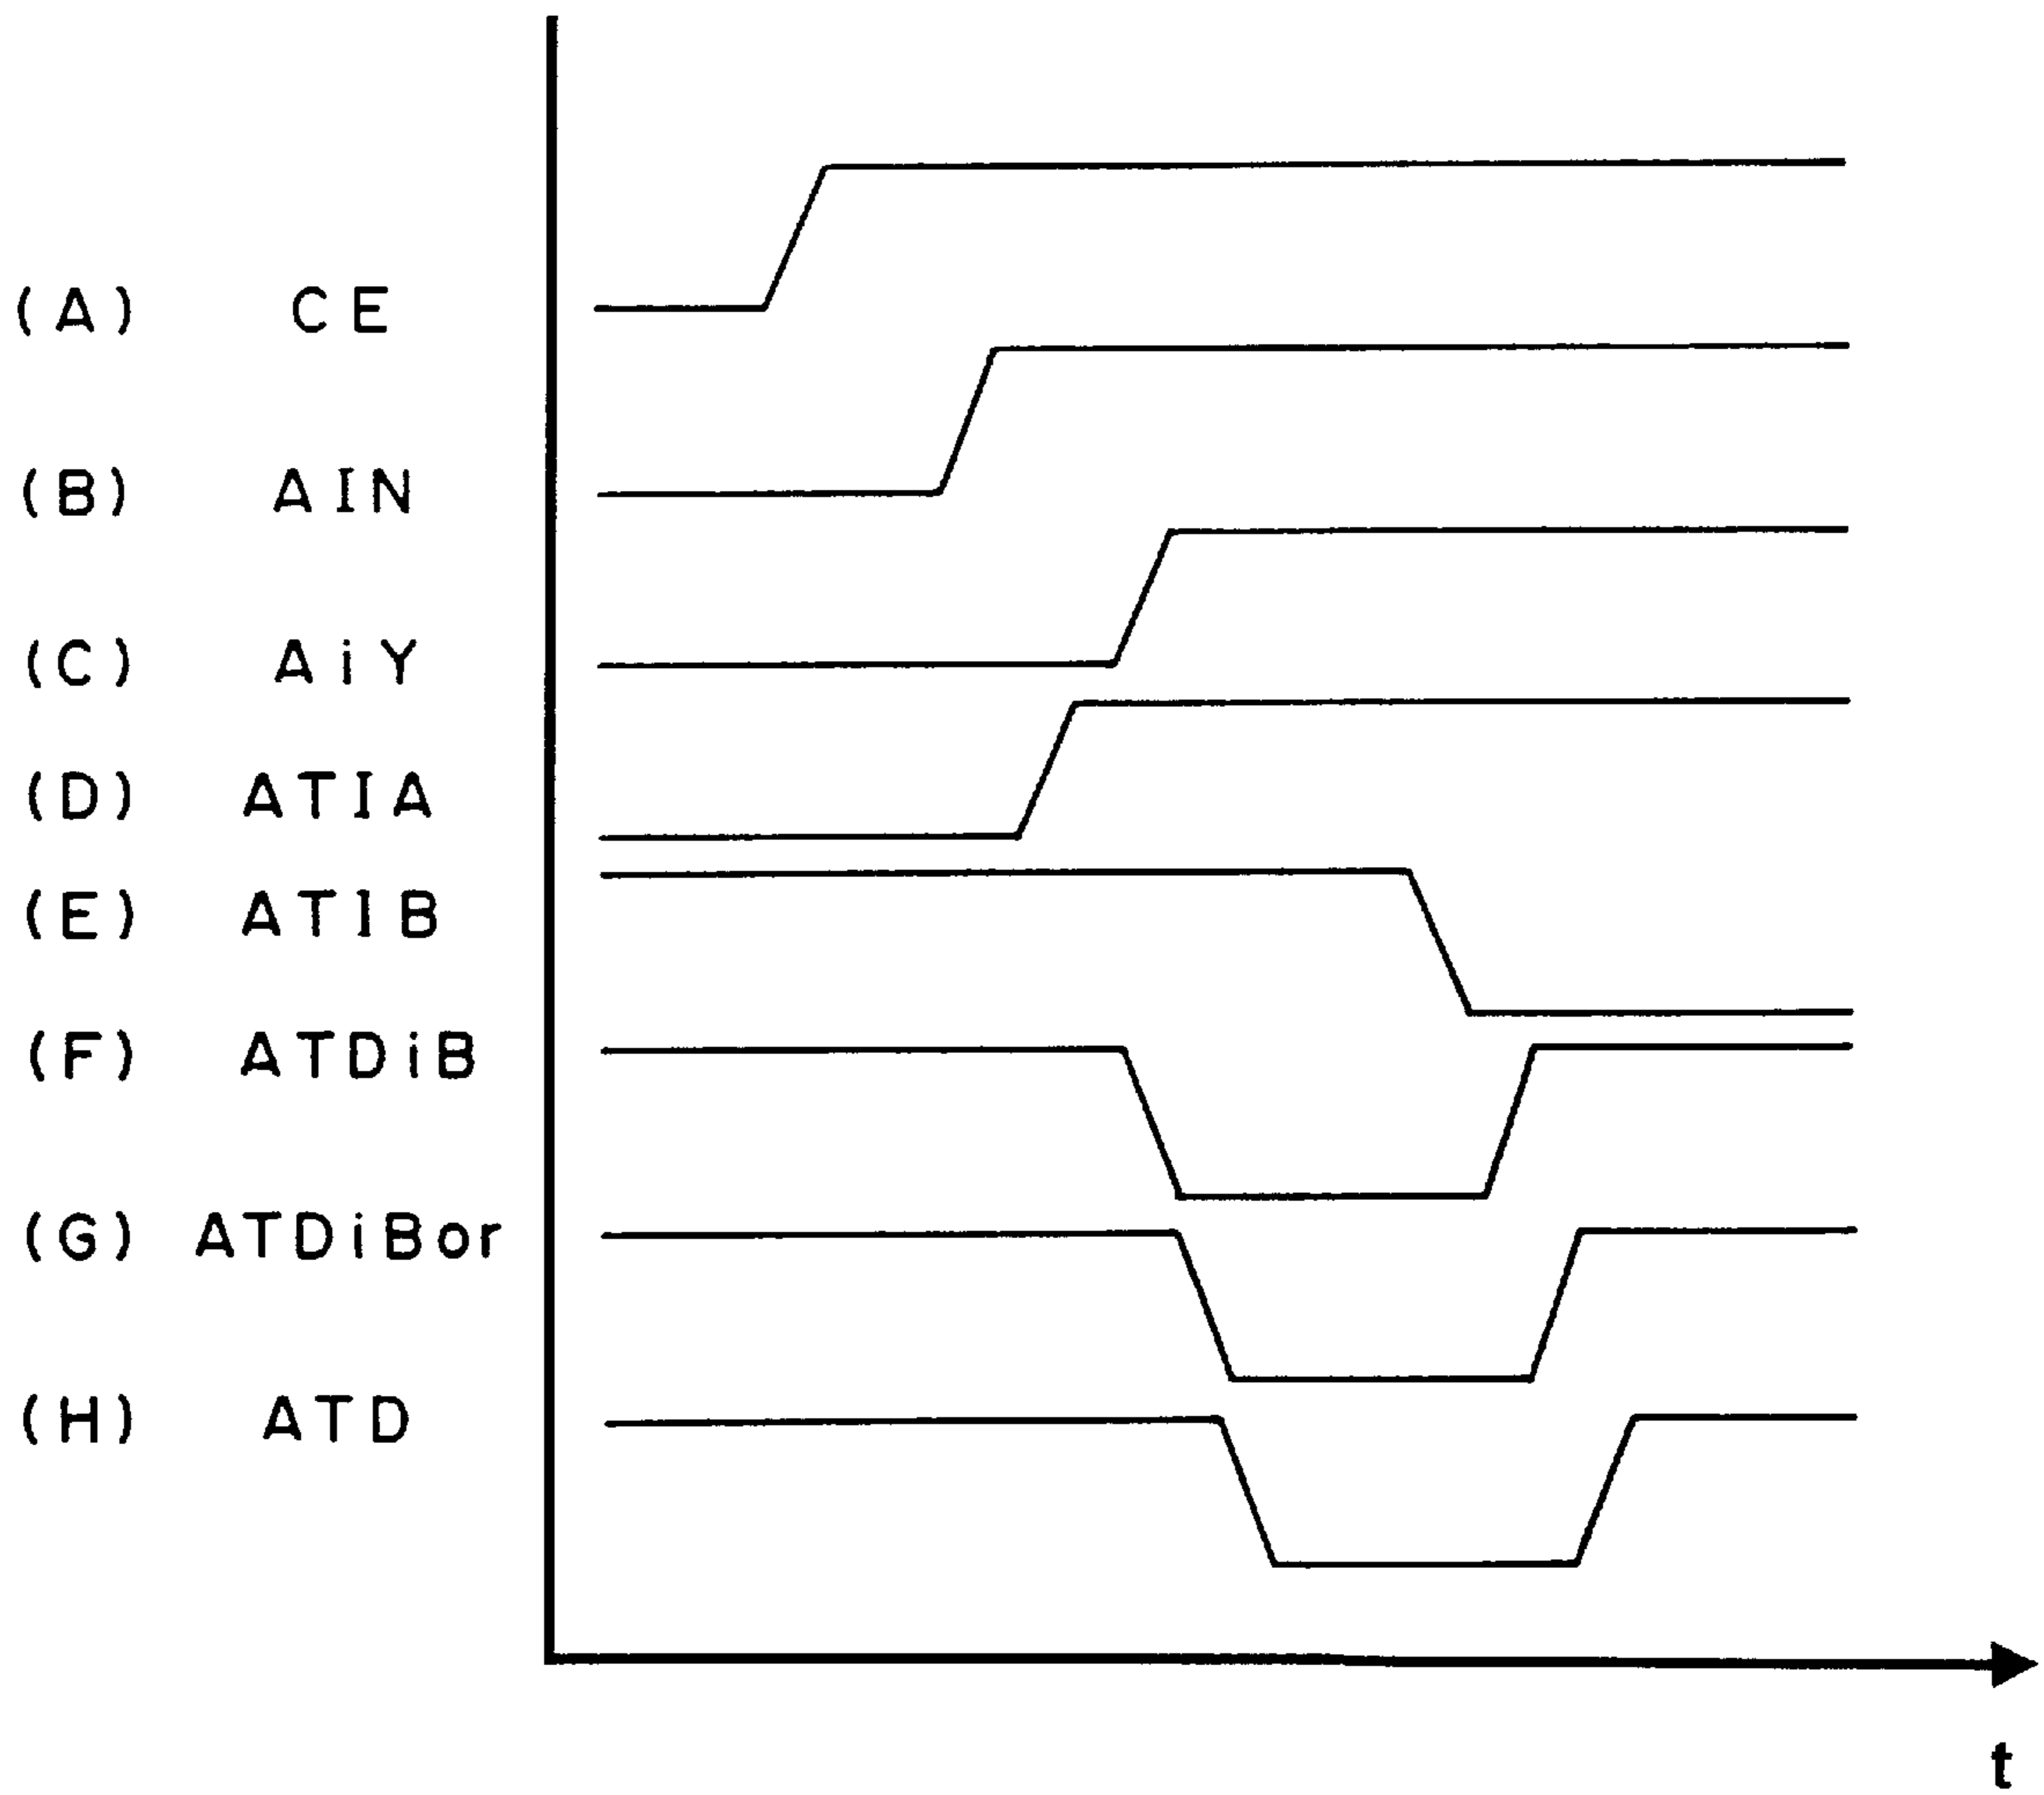 (A) CE
(B) AIN
(C) AiY
(D) ATIA
(E) ATIB
(F) ATDiB
(G) ATDiBor
(H) ATD
t